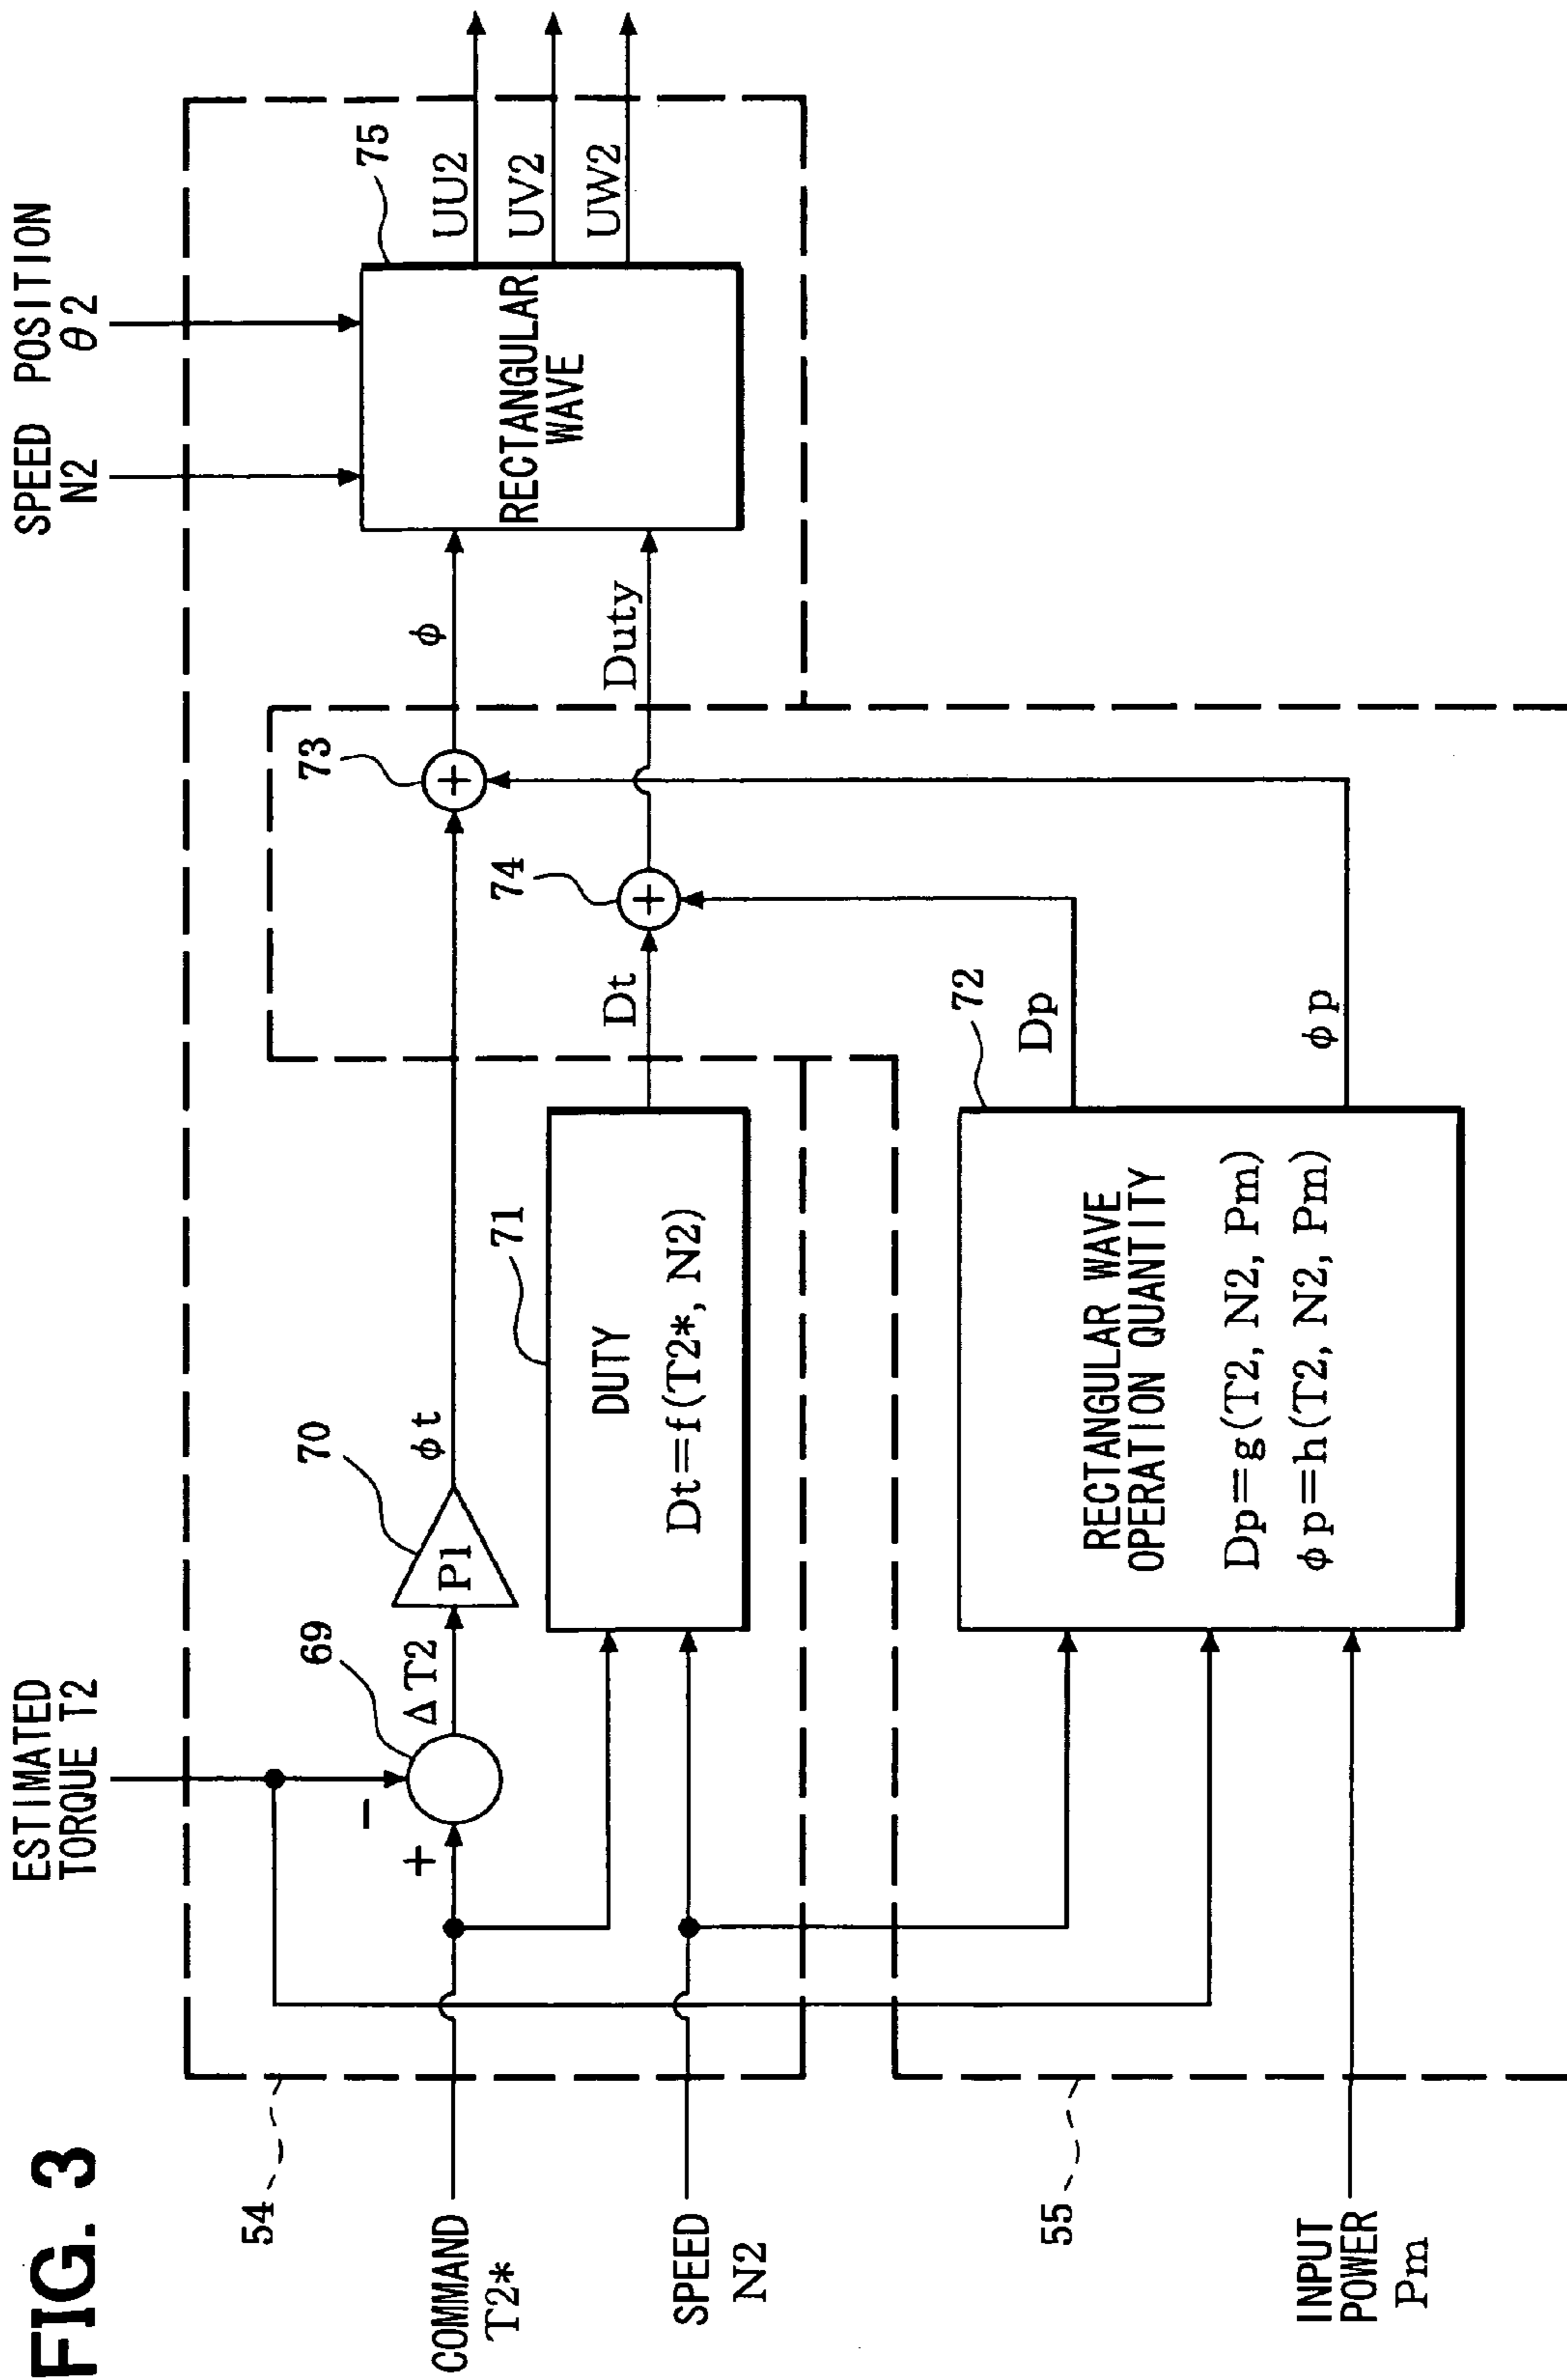 FIG. 3
ESTIMATED
TORQUE T2
SPEED
N2
POSITION
θ2
54
COMMAND
T2*
+
−
69
ΔT2
70
P1
ϕt
73
+
ϕ
75
RECTANGULAR
WAVE
UU2
UV2
UW2
SPEED
N2
71
DUTY
Dt=f(T2*, N2)
Dt
74
+
Duty
55
INPUT
POWER
Pm
72
RECTANGULAR WAVE
OPERATION QUANTITY
Dp=g(T2, N2, Pm)
ϕp=h(T2, N2, Pm)
Dp
ϕp